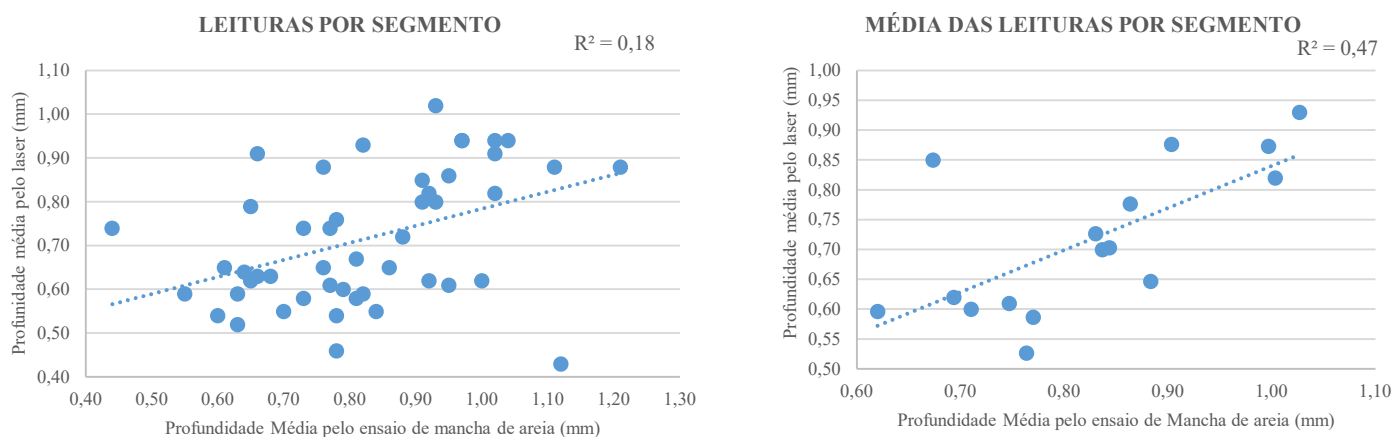 LEITURAS POR SEGMENTO
R² = 0,18
Profunidade média pelo laser (mm)
1,10
1,00
0,90
0,80
0,70
0,60
0,50
0,40
0,40 0,50 0,60 0,70 0,80 0,90 1,00 1,10 1,20 1,30
Profundidade Média pelo ensaio de mancha de areia (mm)
MÉDIA DAS LEITURAS POR SEGMENTO
R² = 0,47
Profundidade média pelo laser (mm)
1,00
0,95
0,90
0,85
0,80
0,75
0,70
0,65
0,60
0,55
0,50
0,60 0,70 0,80 0,90 1,00 1,10
Profundidade Média pelo ensaio de Mancha de areia (mm)